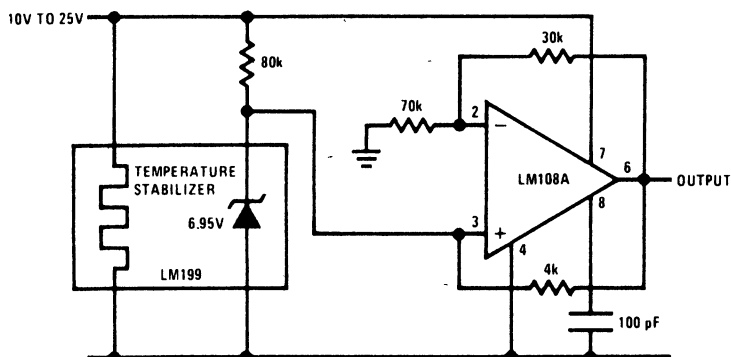 10V TO 25V
80k
30k
70k
2
−
7
TEMPERATURE
STABILIZER
LM108A
6
OUTPUT
8
6.95V
3
+
4
LM199
4k
100 pF